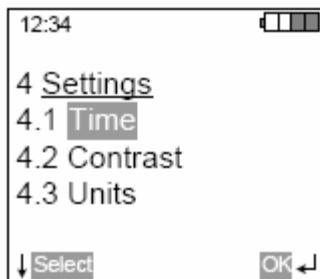 12:34
4 Settings
4.1 Time
4.2 Contrast
4.3 Units
↓ Select OK ↵